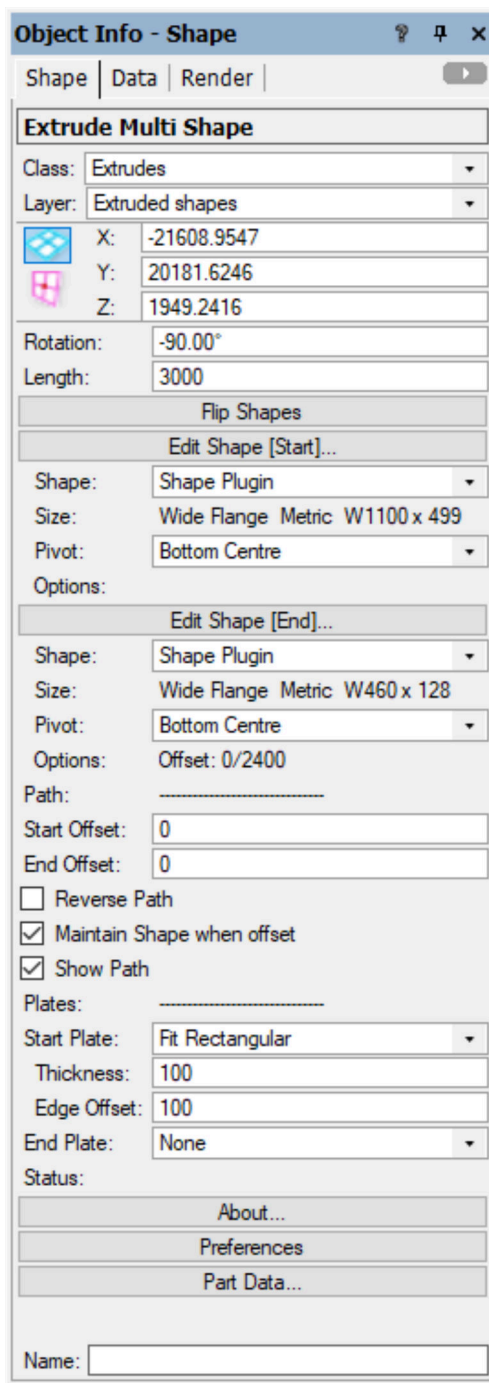 Object Info - Shape ? ×
Shape Data Render
Extrude Multi Shape
Class: Extrudes
Layer: Extruded shapes
X: -21608.9547
Y: 20181.6246
Z: 1949.2416
Rotation: -90.00°
Length: 3000
Flip Shapes
Edit Shape [Start]...
Shape: Shape Plugin
Size: Wide Flange Metric W1100 x 499
Pivot: Bottom Centre
Options:
Edit Shape [End]...
Shape: Shape Plugin
Size: Wide Flange Metric W460 x 128
Pivot: Bottom Centre
Options: Offset: 0/2400
Path: ------------------------------
Start Offset: 0
End Offset: 0
Reverse Path
Maintain Shape when offset
Show Path
Plates: ------------------------------
Start Plate: Fit Rectangular
Thickness: 100
Edge Offset: 100
End Plate: None
Status:
About...
Preferences
Part Data...
Name: